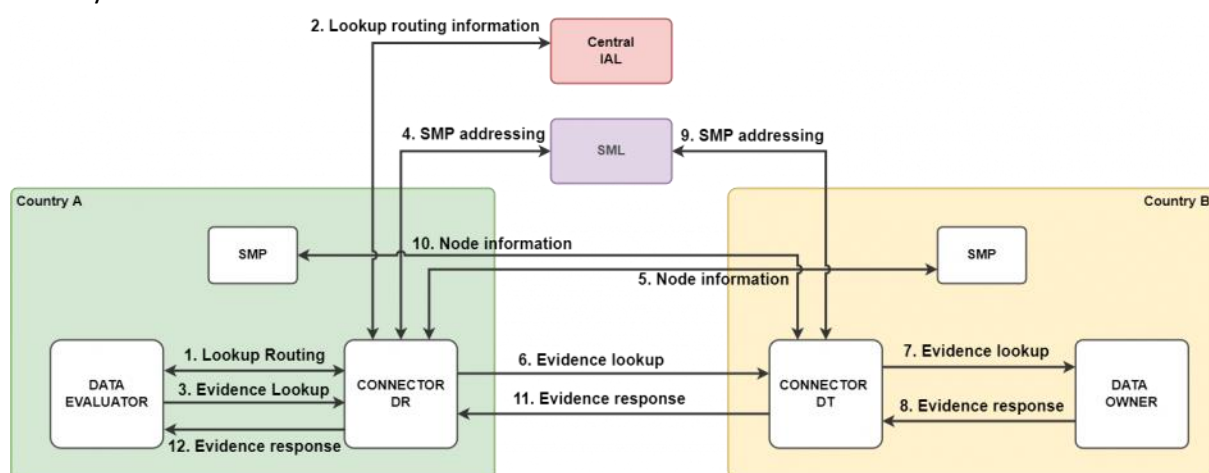 2. Lookup routing information
Central
IAL
4. SMP addressing
SML
9. SMP addressing
Country A
Country B
SMP
10. Node information
SMP
5. Node information
1. Lookup Routing
DATA
EVALUATOR
3. Evidence Lookup
12. Evidence response
CONNECTOR
DR
6. Evidence lookup
11. Evidence response
CONNECTOR
DT
7. Evidence lookup
8. Evidence response
DATA
OWNER